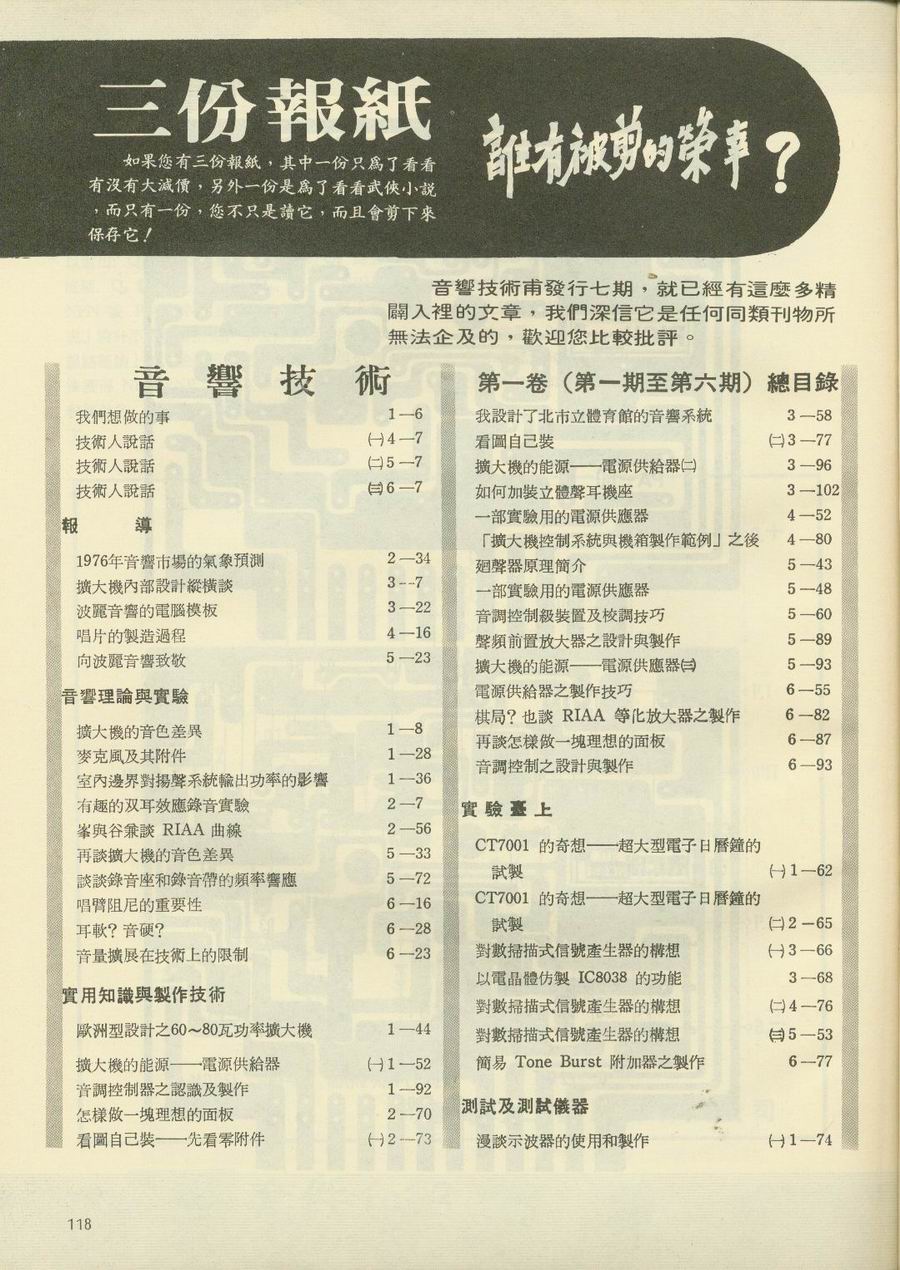 三份報紙
誰有被剪的榮幸?
如果您有三份報紙，其中一份只爲了看看
有沒有大減價，另外一份是爲了看看武俠小說
，而只有一份，您不只是讀它，而且會剪下來
保存它！
音響技術甫發行七期，就已經有這麼多精
闢入裡的文章，我們深信它是任何同類刊物所
無法企及的，歡迎您比較批評。
音響技術
第一卷（第一期至第六期）總目錄
我們想做的事 1—6
技術人說話 ㈠4—7
技術人說話 ㈡5—7
技術人說話 ㈢6—7
報導
1976年音響市場的氣象預測 2—34
擴大機內部設計縱橫談 3—7
波麗音響的電腦模板 3—22
唱片的製造過程 4—16
向波麗音響致敬 5—23
音響理論與實驗
擴大機的音色差異 1—8
麥克風及其附件 1—28
室內邊界對揚聲系統輸出功率的影響 1—36
有趣的双耳效應錄音實驗 2—7
峯與谷兼談 RIAA 曲線 2—56
再談擴大機的音色差異 5—33
談談錄音座和錄音帶的頻率響應 5—72
唱臂阻尼的重要性 6—16
耳軟? 音硬? 6—28
音量擴展在技術上的限制 6—23
實用知識與製作技術
歐洲型設計之60～80瓦功率擴大機 1—44
擴大機的能源——電源供給器 ㈠1—52
音調控制器之認識及製作 1—92
怎樣做一塊理想的面板 2—70
看圖自己裝——先看零附件 ㈠2—73
我設計了北市立體育館的音響系統 3—58
看圖自己裝 ㈡3—77
擴大機的能源——電源供給器㈡ 3—96
如何加裝立體聲耳機座 3—102
一部實驗用的電源供應器 4—52
「擴大機控制系統與機箱製作範例」之後 4—80
廻聲器原理簡介 5—43
一部實驗用的電源供應器 5—48
音調控制級裝置及校調技巧 5—60
聲頻前置放大器之設計與製作 5—89
擴大機的能源——電源供應器㈢ 5—93
電源供給器之製作技巧 6—55
棋局? 也談 RIAA 等化放大器之製作 6—82
再談怎樣做一塊理想的面板 6—87
音調控制之設計與製作 6—93
實驗臺上
CT7001 的奇想——超大型電子日曆鐘的
試製 ㈠1—62
CT7001 的奇想——超大型電子日曆鐘的
試製 ㈡2—65
對數掃描式信號產生器的構想 ㈠3—66
以電晶體仿製 IC8038 的功能 3—68
對數掃描式信號產生器的構想 ㈡4—76
對數掃描式信號產生器的構想 ㈢5—53
簡易 Tone Burst 附加器之製作 6—77
測試及測試儀器
漫談示波器的使用和製作 ㈠1—74
118